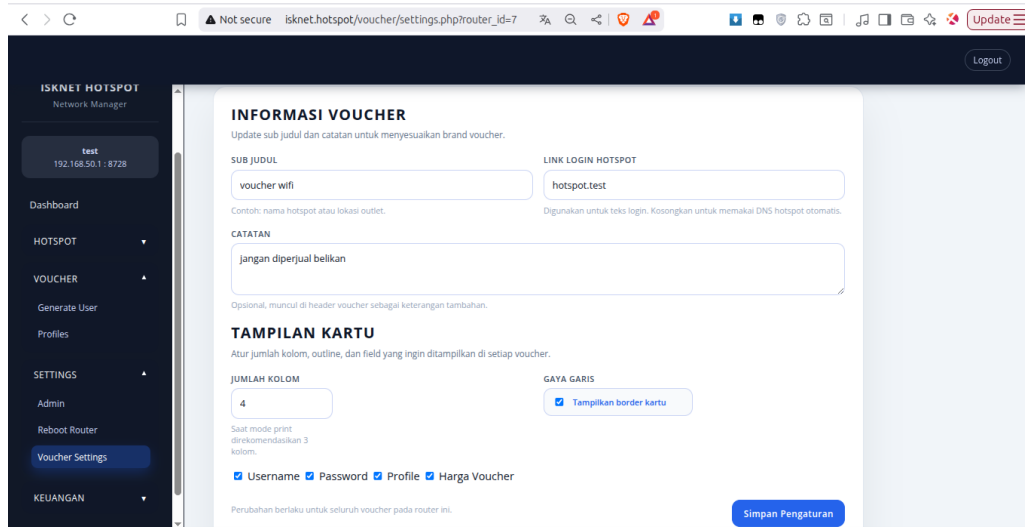 Not secure isknet.hotspot/voucher/settings.php?router_id=7
Update
Logout
ISKNET HOTSPOT
Network Manager
test
192.168.50.1 : 8728
Dashboard
HOTSPOT
VOUCHER
Generate User
Profiles
SETTINGS
Admin
Reboot Router
Voucher Settings
KEUANGAN
INFORMASI VOUCHER
Update sub judul dan catatan untuk menyesuaikan brand voucher.
SUB JUDUL
voucher wifi
Contoh: nama hotspot atau lokasi outlet.
LINK LOGIN HOTSPOT
hotspot.test
Digunakan untuk teks login. Kosongkan untuk memakai DNS hotspot otomatis.
CATATAN
jangan diperjual belikan
Opsional, muncul di header voucher sebagai keterangan tambahan.
TAMPILAN KARTU
Atur jumlah kolom, outline, dan field yang ingin ditampilkan di setiap voucher.
JUMLAH KOLOM
4
Saat mode print
direkomendasikan 3
kolom.
GAYA GARIS
Tampilkan border kartu
Username Password Profile Harga Voucher
Perubahan berlaku untuk seluruh voucher pada router ini.
Simpan Pengaturan